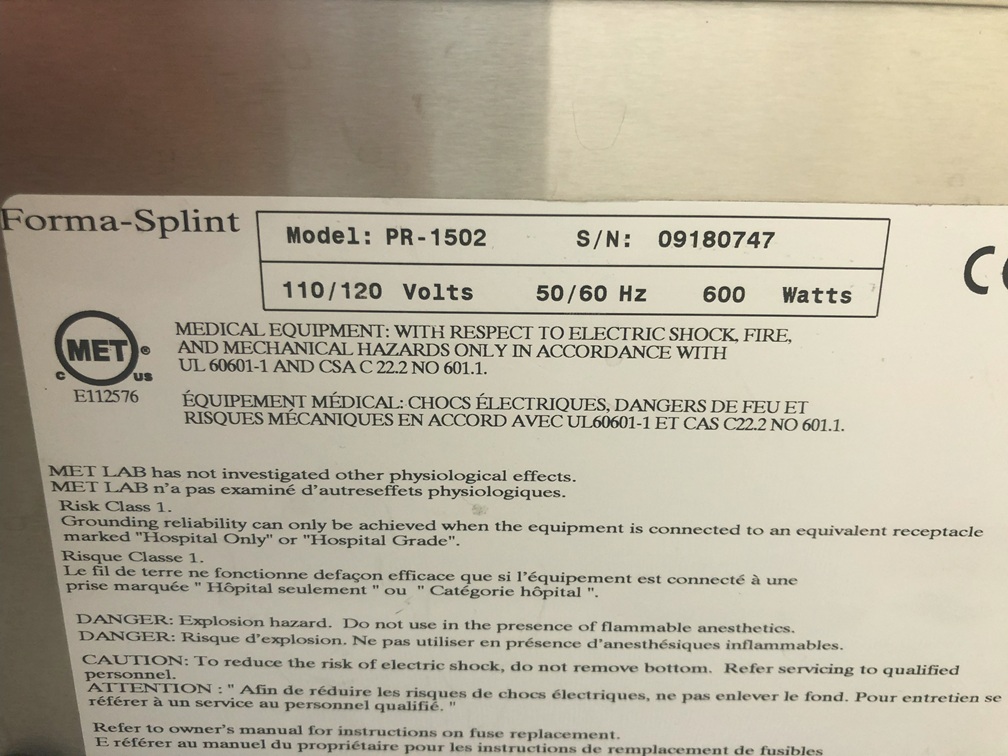 Forma-Splint
Model: PR-1502 S/N: 09180747
110/120 Volts 50/60 Hz 600 Watts
MET ®
C US
E112576
MEDICAL EQUIPMENT: WITH RESPECT TO ELECTRIC SHOCK, FIRE,
AND MECHANICAL HAZARDS ONLY IN ACCORDANCE WITH
UL 60601-1 AND CSA C 22.2 NO 601.1.
ÉQUIPEMENT MÉDICAL: CHOCS ÉLECTRIQUES, DANGERS DE FEU ET
RISQUES MÉCANIQUES EN ACCORD AVEC UL60601-1 ET CAS C22.2 NO 601.1.
MET LAB has not investigated other physiological effects.
MET LAB n'a pas examiné d'autreseffets physiologiques.
Risk Class 1.
Grounding reliability can only be achieved when the equipment is connected to an equivalent receptacle
marked "Hospital Only" or "Hospital Grade".
Risque Classe 1.
Le fil de terre ne fonctionne defaçon efficace que si l'équipement est connecté à une
prise marquée " Hôpital seulement " ou " Catégorie hôpital ".
DANGER: Explosion hazard. Do not use in the presence of flammable anesthetics.
DANGER: Risque d'explosion. Ne pas utiliser en présence d'anesthésiques inflammables.
CAUTION: To reduce the risk of electric shock, do not remove bottom. Refer servicing to qualified
personnel.
ATTENTION : " Afin de réduire les risques de chocs électriques, ne pas enlever le fond. Pour entretien se
référer à un service au personnel qualifié. "
Refer to owner's manual for instructions on fuse replacement.
E référer au manuel du propriétaire pour les instructions de remplacement de fusibles